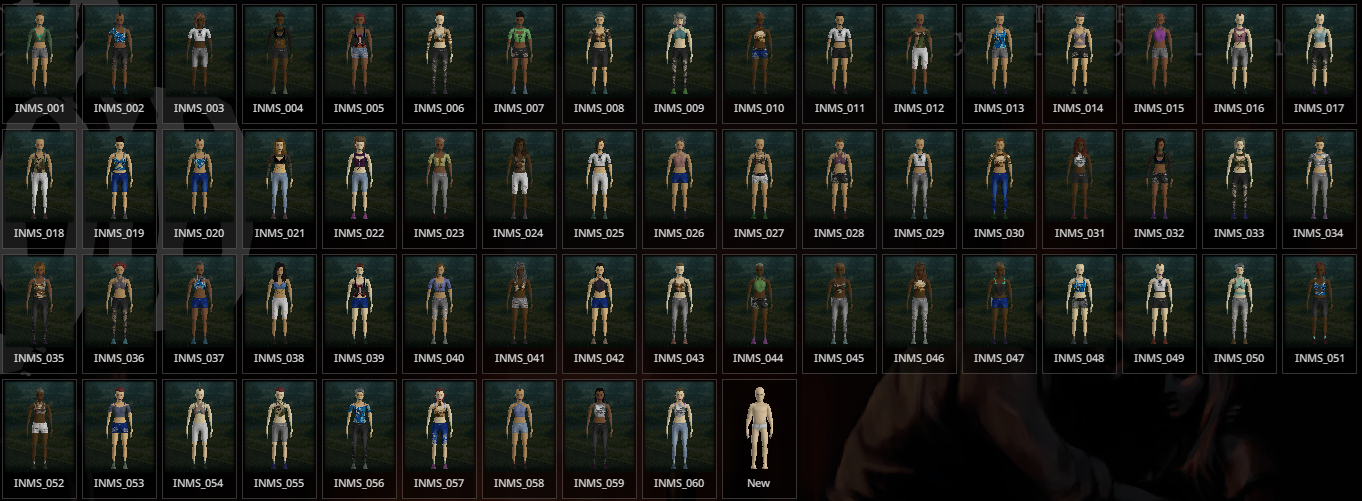 INMS_001 INMS_002 INMS_003 INMS_004 INMS_005 INMS_006 INMS_007 INMS_008 INMS_009 INMS_010 INMS_011 INMS_012 INMS_013 INMS_014 INMS_015 INMS_016 INMS_017
INMS_018 INMS_019 INMS_020 INMS_021 INMS_022 INMS_023 INMS_024 INMS_025 INMS_026 INMS_027 INMS_028 INMS_029 INMS_030 INMS_031 INMS_032 INMS_033 INMS_034
INMS_035 INMS_036 INMS_037 INMS_038 INMS_039 INMS_040 INMS_041 INMS_042 INMS_043 INMS_044 INMS_045 INMS_046 INMS_047 INMS_048 INMS_049 INMS_050 INMS_051
INMS_052 INMS_053 INMS_054 INMS_055 INMS_056 INMS_057 INMS_058 INMS_059 INMS_060 New